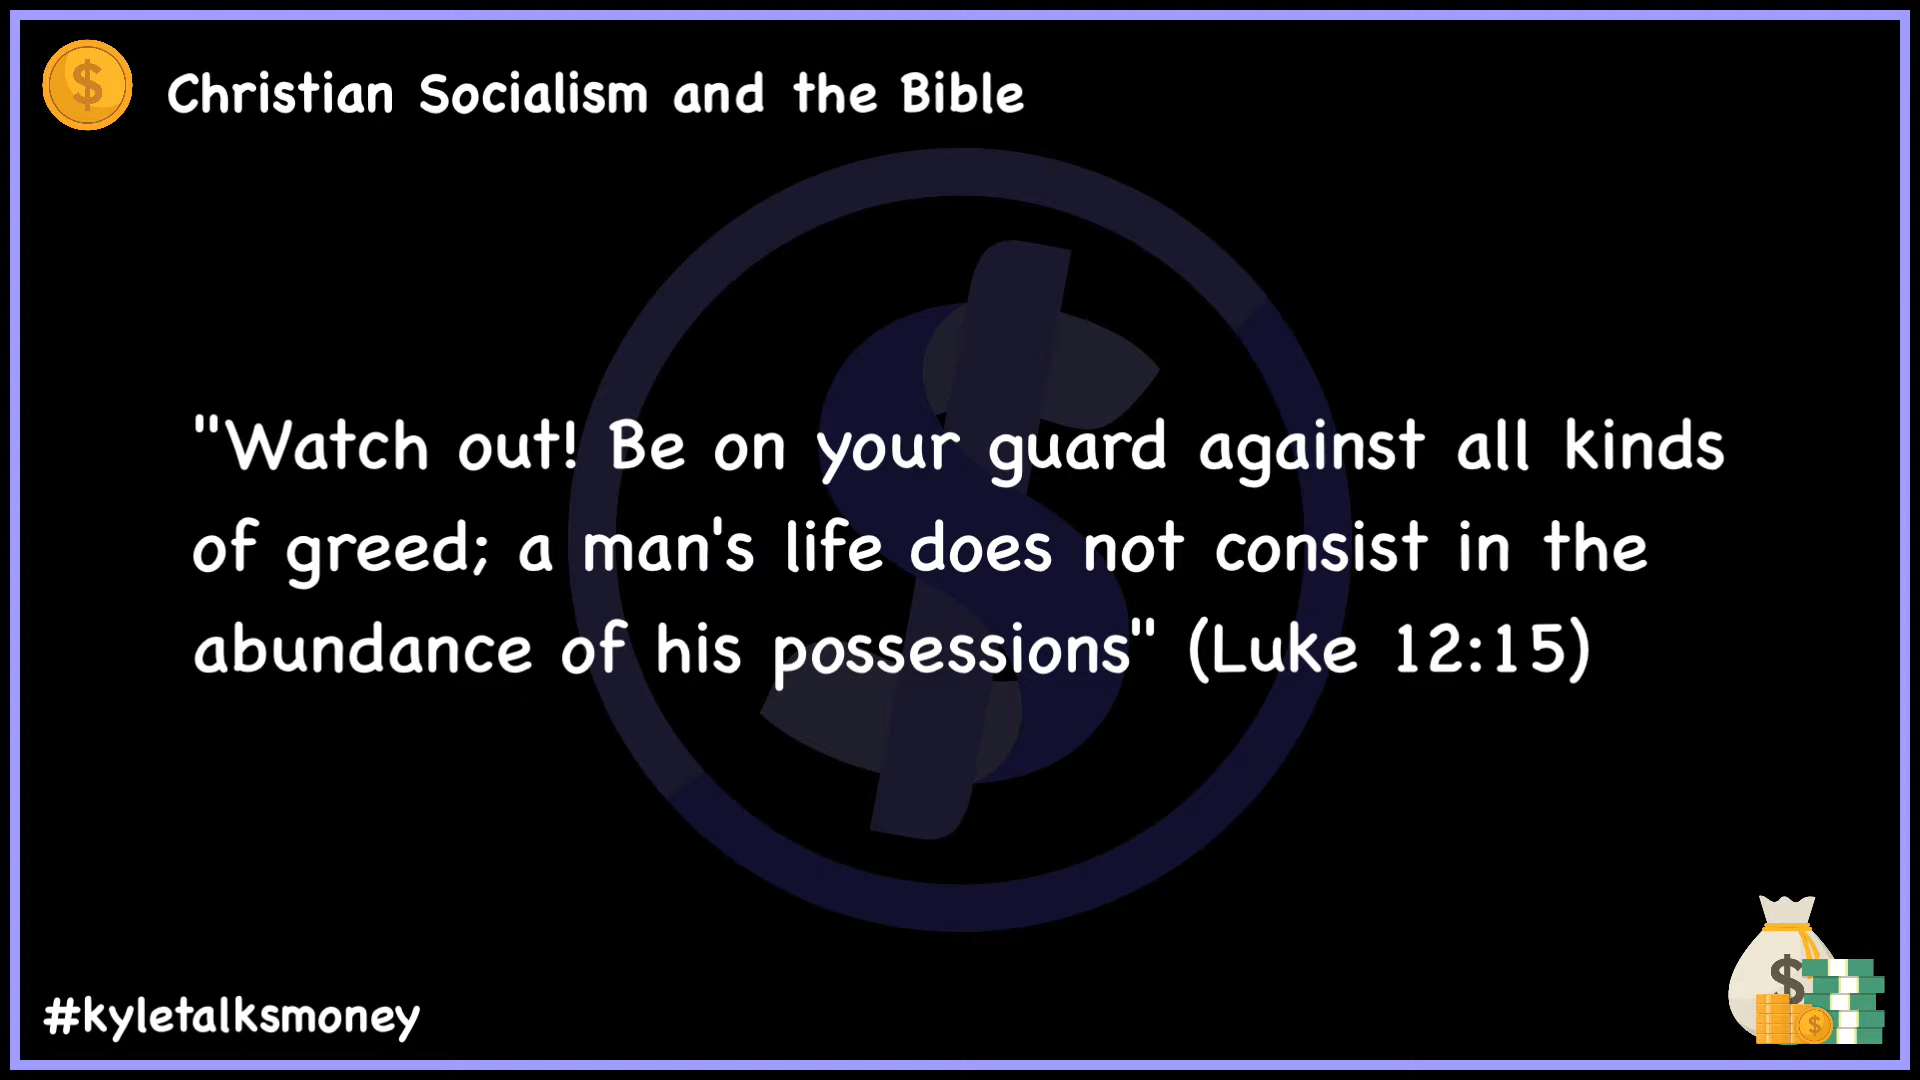 Christian Socialism and the Bible
"Watch out! Be on your guard against all kinds
of greed; a man's life does not consist in the
abundance of his possessions" (Luke 12:15)
#kyletalksmoney